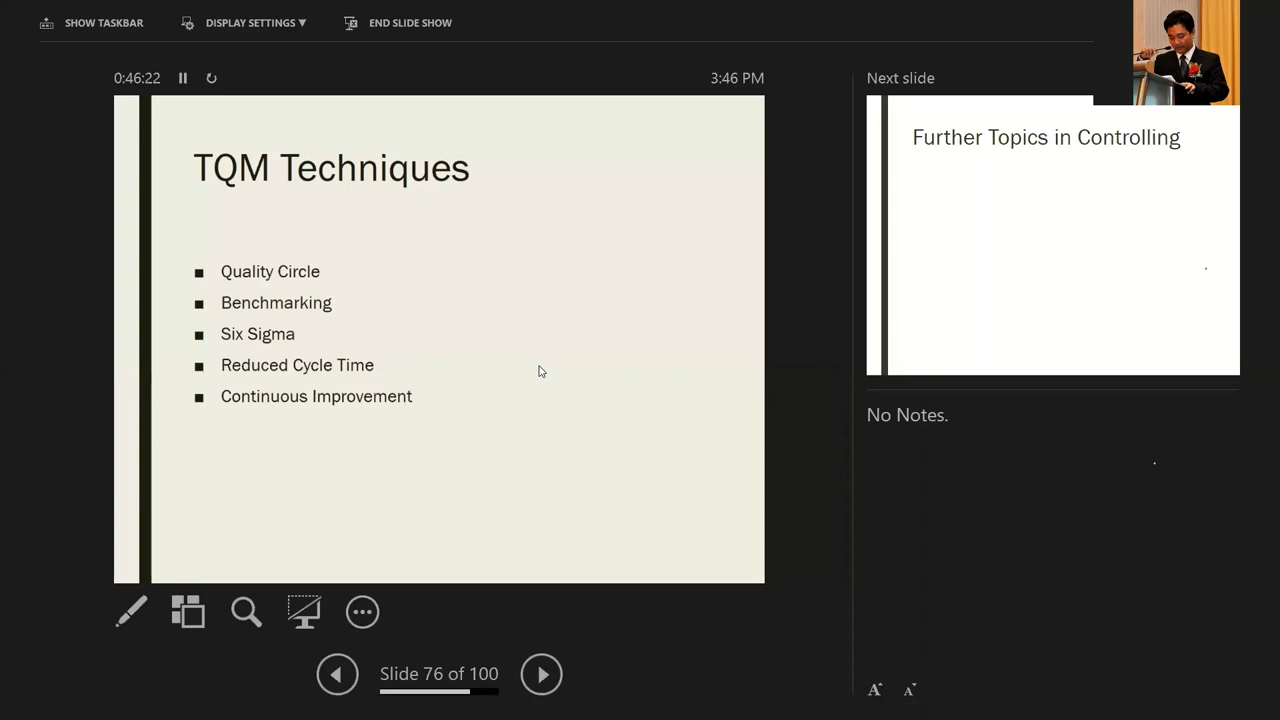 SHOW TASKBAR
DISPLAY SETTINGS ▼
END SLIDE SHOW
0:46:22
3:46 PM
TQM Techniques
■ Quality Circle
■ Benchmarking
■ Six Sigma
■ Reduced Cycle Time
■ Continuous Improvement
Slide 76 of 100
Next slide
Further Topics in Controlling
No Notes.
A A